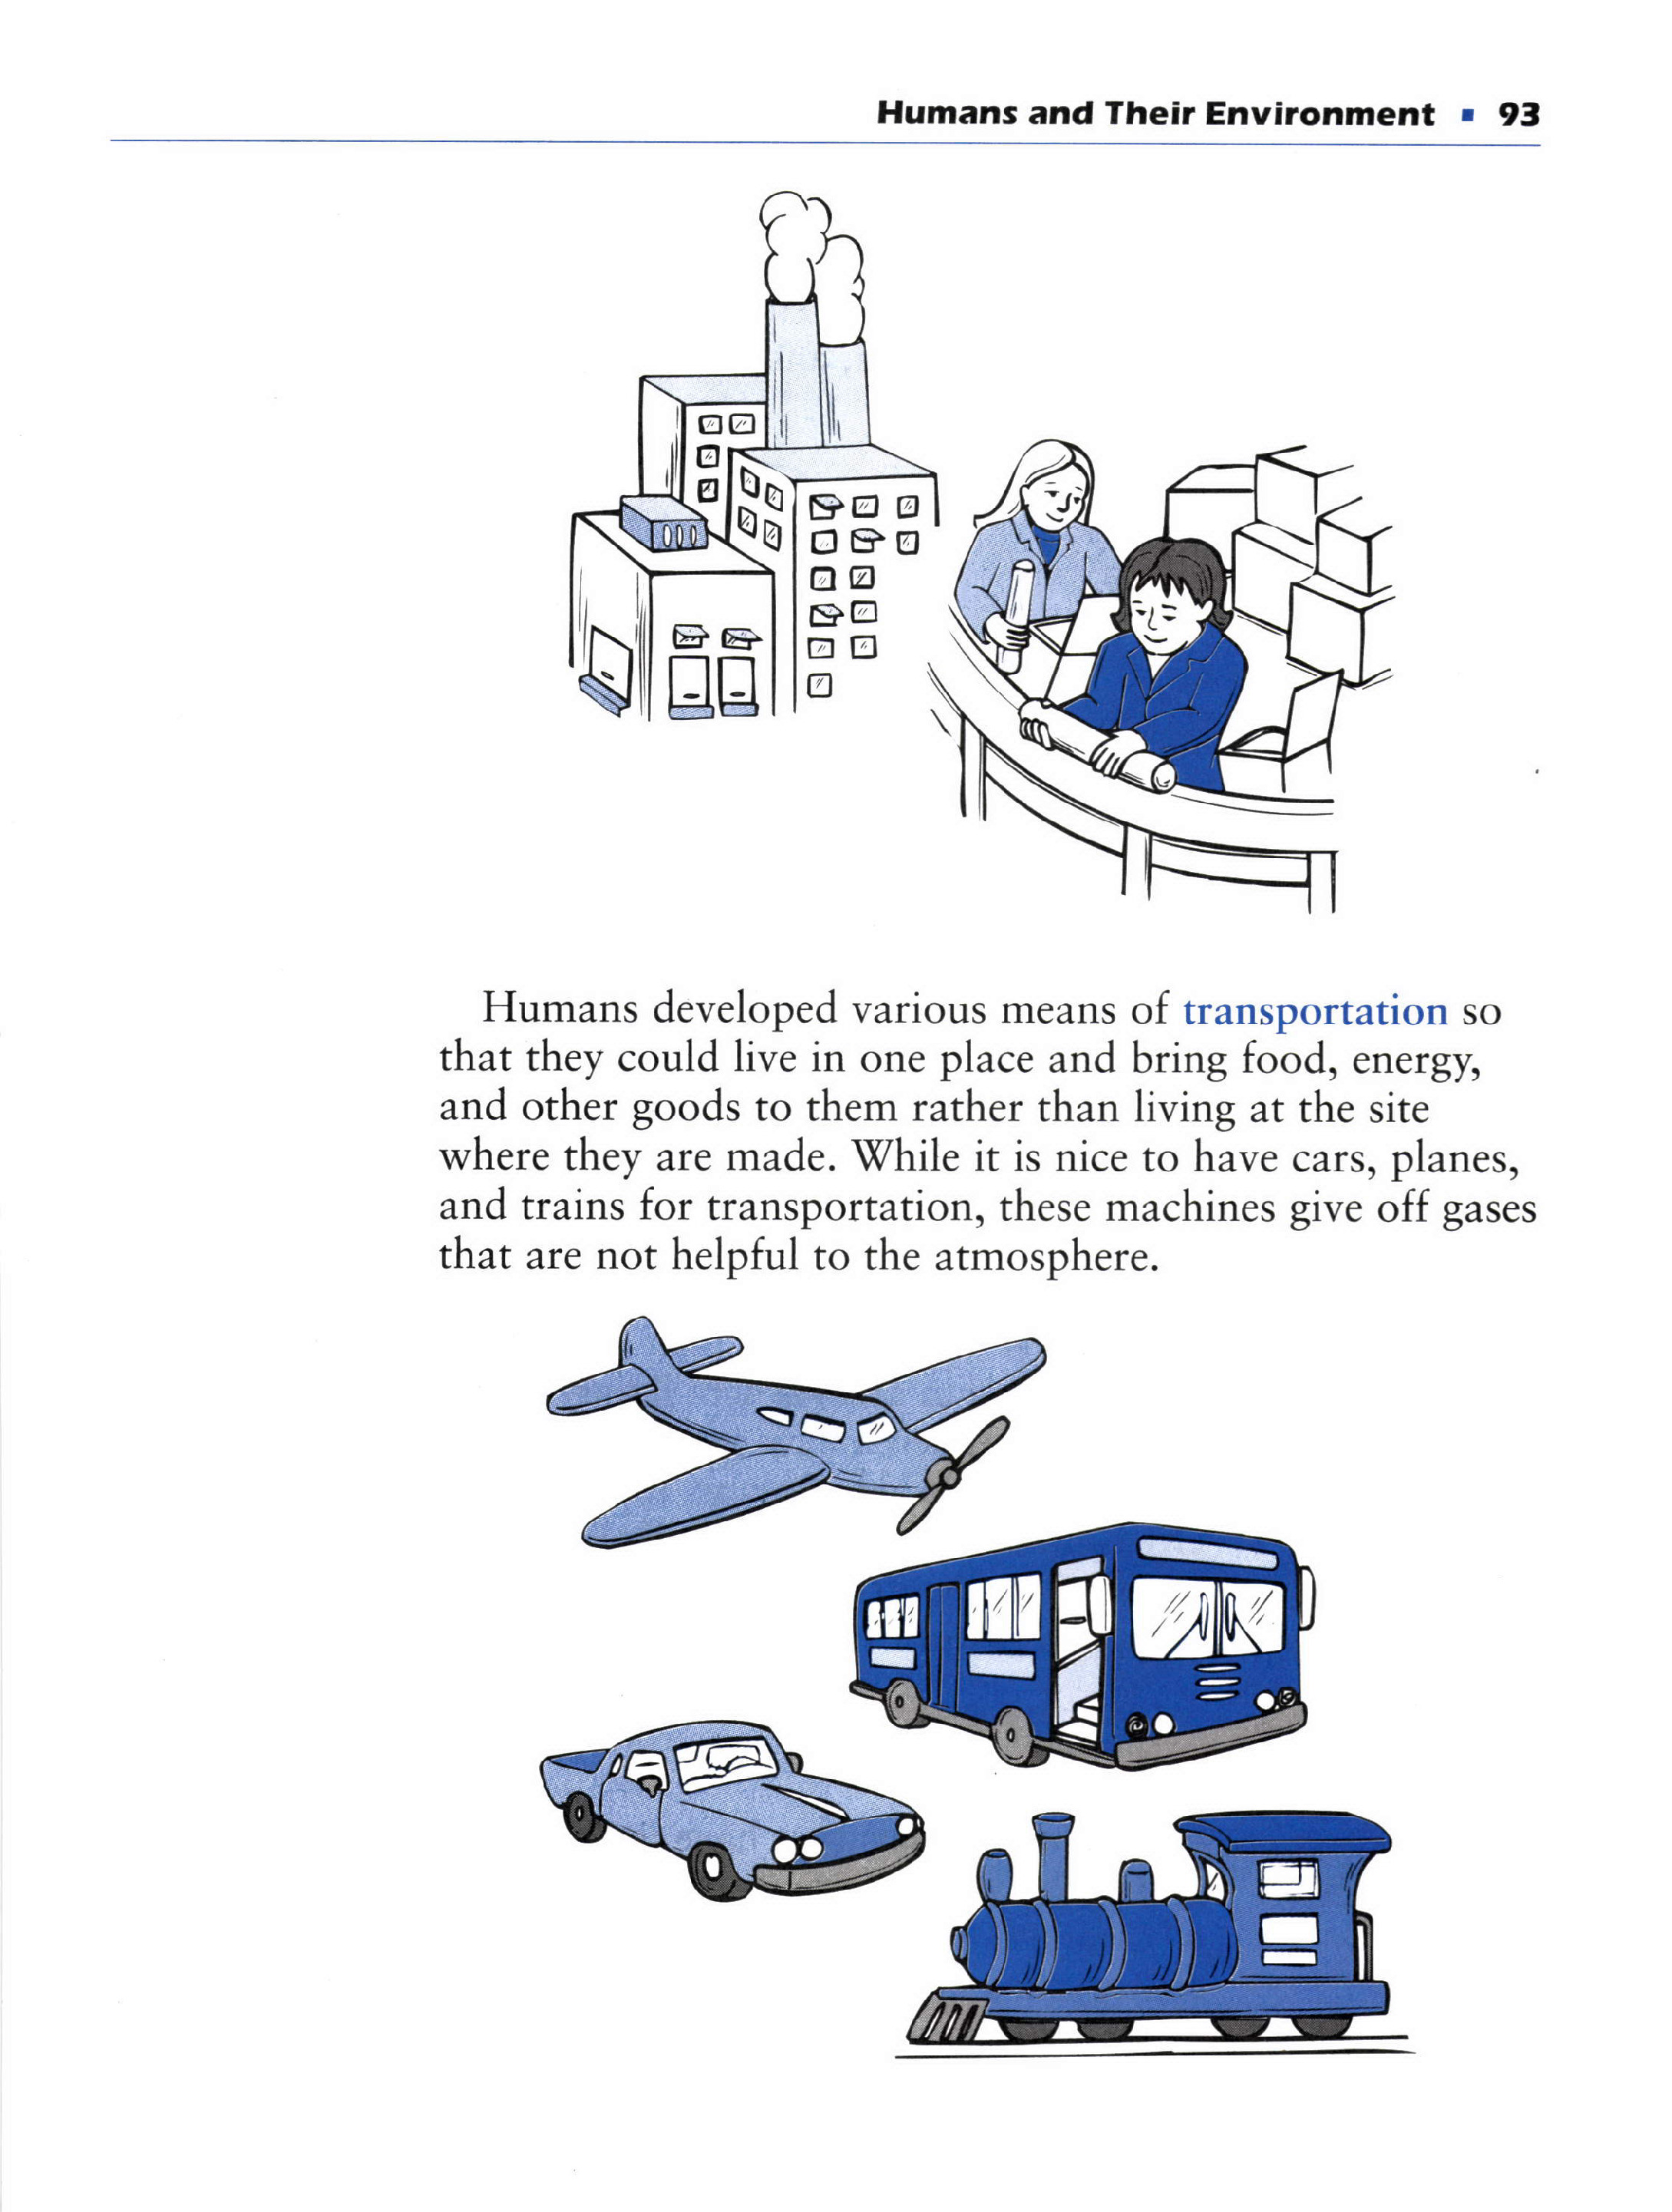 Humans and Their Environment ▪ 93
Humans developed various means of transportation so
that they could live in one place and bring food, energy,
and other goods to them rather than living at the site
where they are made. While it is nice to have cars, planes,
and trains for transportation, these machines give off gases
that are not helpful to the atmosphere.